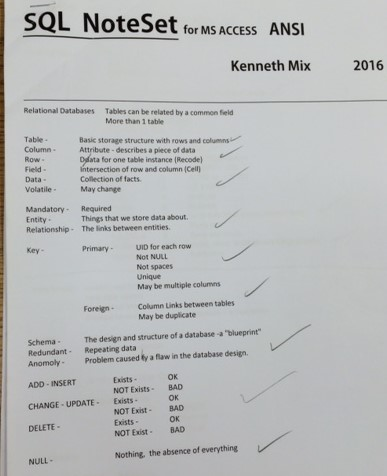 SQL NoteSet for MS ACCESS ANSI
Kenneth Mix 2016
Relational Databases Tables can be related by a common field
More than 1 table
Table - Basic storage structure with rows and columns
Column - Attribute - describes a piece of data
Row - Ddata for one table instance (Recode)
Field - Intersection of row and column (Cell)
Data - Collection of facts.
Volatile - May change
Mandatory - Required
Entity - Things that we store data about.
Relationship - The links between entities.
Key - Primary - UID for each row
Not NULL
Not spaces
Unique
May be multiple columns
Foreign - Column Links between tables
May be duplicate
Schema - The design and structure of a database -a "blueprint"
Redundant - Repeating data
Anomoly - Problem caused by a flaw in the database design.
ADD - INSERT Exists - OK
NOT Exists - BAD
CHANGE - UPDATE - Exists - OK
NOT Exist - BAD
DELETE - Exists - OK
NOT Exist - BAD
NULL - Nothing, the absence of everything